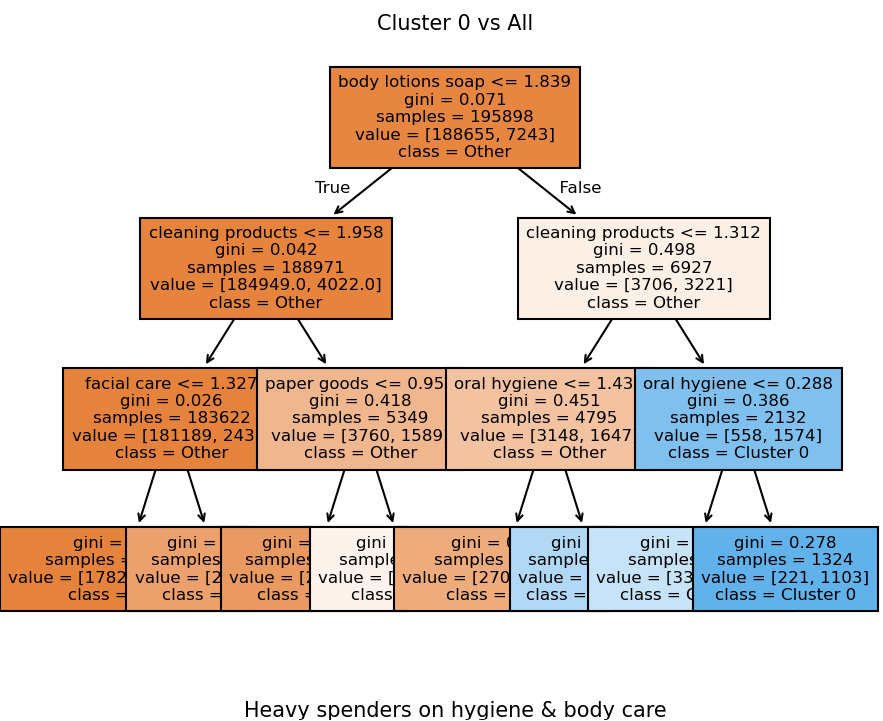 Cluster 0 vs All
body lotions soap <= 1.839
gini = 0.071
samples = 195898
value = [188655, 7243]
class = Other
True
False
cleaning products <= 1.958
gini = 0.042
samples = 188971
value = [184949.0, 4022.0]
class = Other
cleaning products <= 1.312
gini = 0.498
samples = 6927
value = [3706, 3221]
class = Other
facial care <= 1.327
gini = 0.026
samples = 183622
value = [181189, 243
class = Other
paper goods <= 0.95
gini = 0.418
samples = 5349
value = [3760, 1589
class = Other
oral hygiene <= 1.43
gini = 0.451
samples = 4795
value = [3148, 1647
class = Other
oral hygiene <= 0.288
gini = 0.386
samples = 2132
value = [558, 1574]
class = Cluster 0
gini =
samples =
value = [1782
class =
gini =
samples
value = [2
class =
gini =
samples
value = [2
class =
gini
sample
value = [
class
gini =
samples
value = [270
class =
gini
sample
value =
class =
gini =
samples
value = [33
class =
gini = 0.278
samples = 1324
value = [221, 1103]
class = Cluster 0
Heavy spenders on hygiene & body care